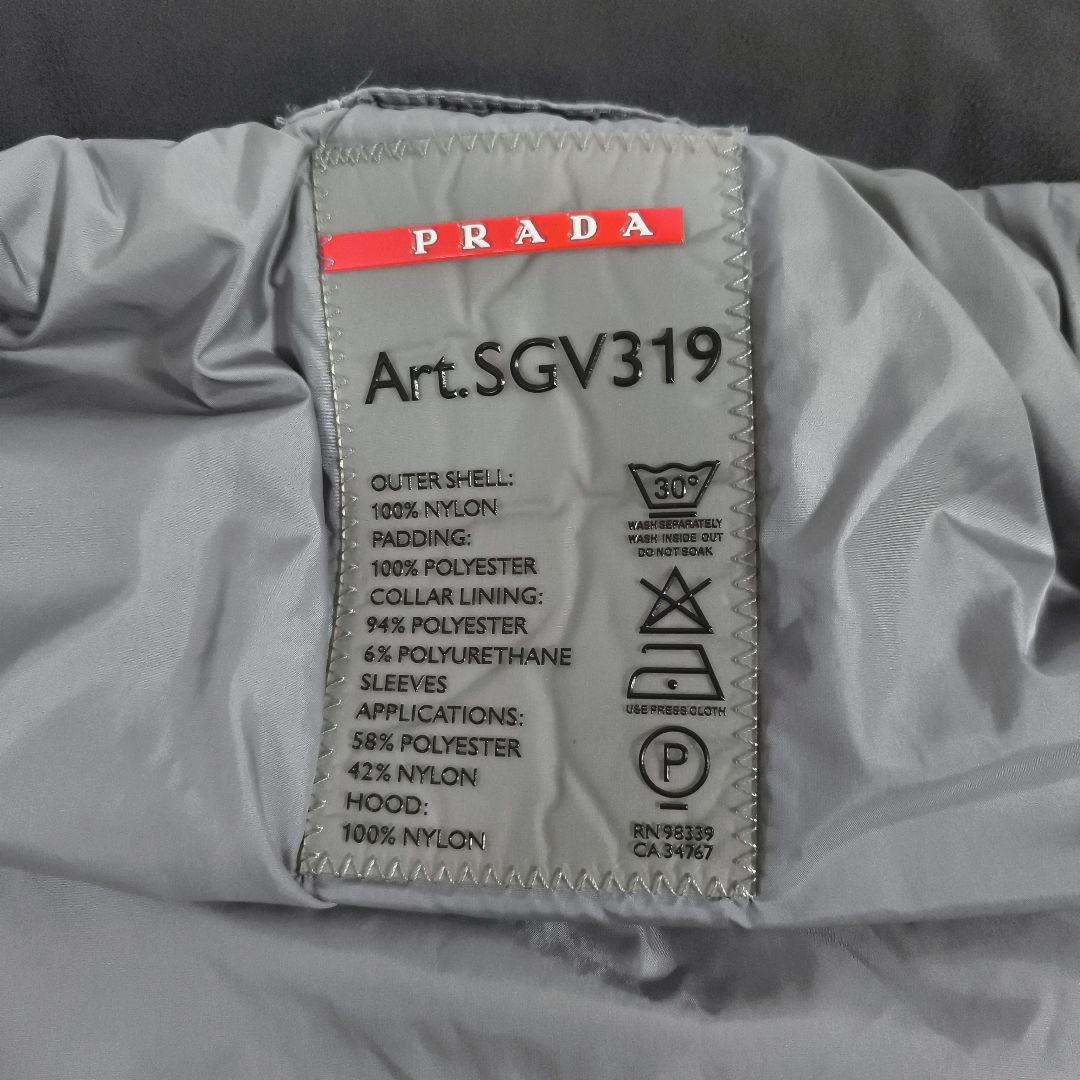 PRADA
Art.SGV319
OUTER SHELL:
100% NYLON
PADDING:
100% POLYESTER
COLLAR LINING:
94% POLYESTER
6% POLYURETHANE
SLEEVES
APPLICATIONS:
58% POLYESTER
42% NYLON
HOOD:
100% NYLON
30°
WASH SEPARATELY
WASH INSIDE OUT
DO NOT SOAK
USE PRESS CLOTH
P
RN 98339
CA 34767